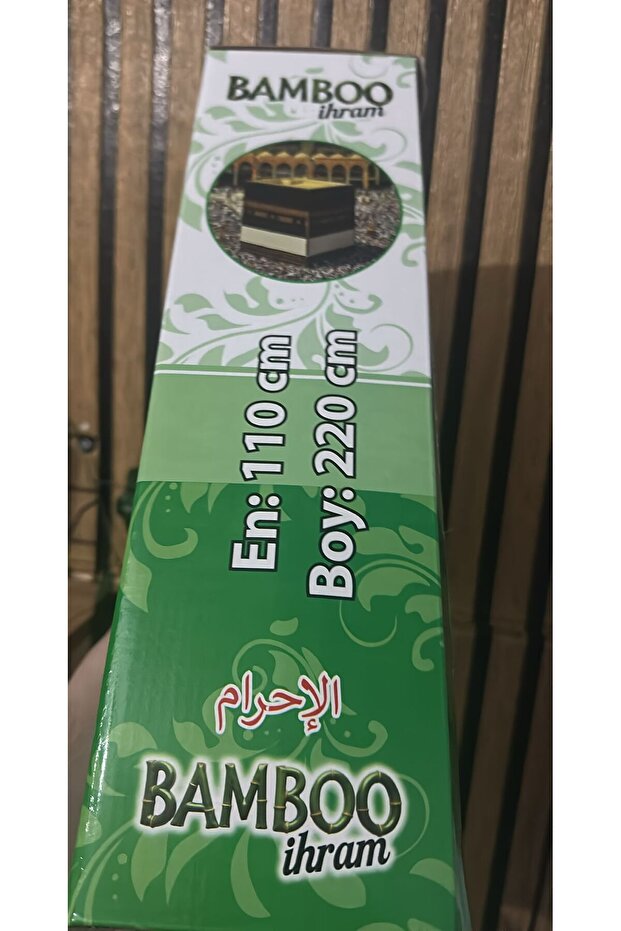 BAMBOO
ihram
En: 110 cm
Boy: 220 cm
الإحرام
BAMBOO
ihram